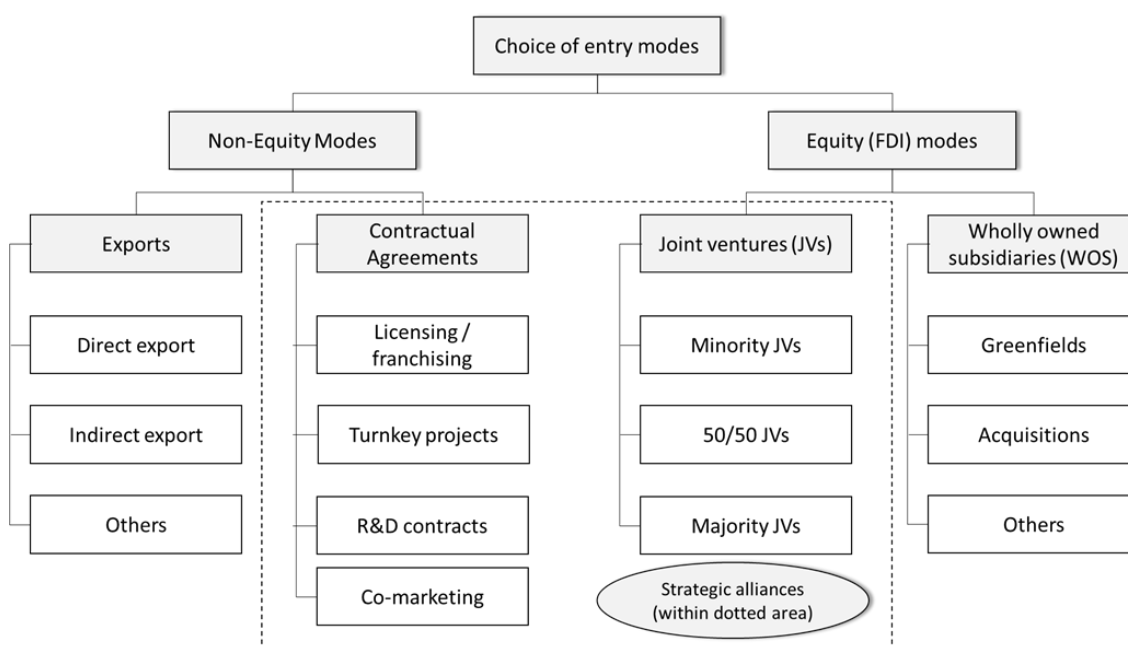 Choice of entry modes
Non-Equity Modes
Equity (FDI) modes
Exports
Contractual
Agreements
Joint ventures (JVs)
Wholly owned
subsidiaries (WOS)
Direct export
Licensing /
franchising
Minority JVs
Greenfields
Indirect export
Turnkey projects
50/50 JVs
Acquisitions
Others
R&D contracts
Majority JVs
Others
Co-marketing
Strategic alliances
(within dotted area)